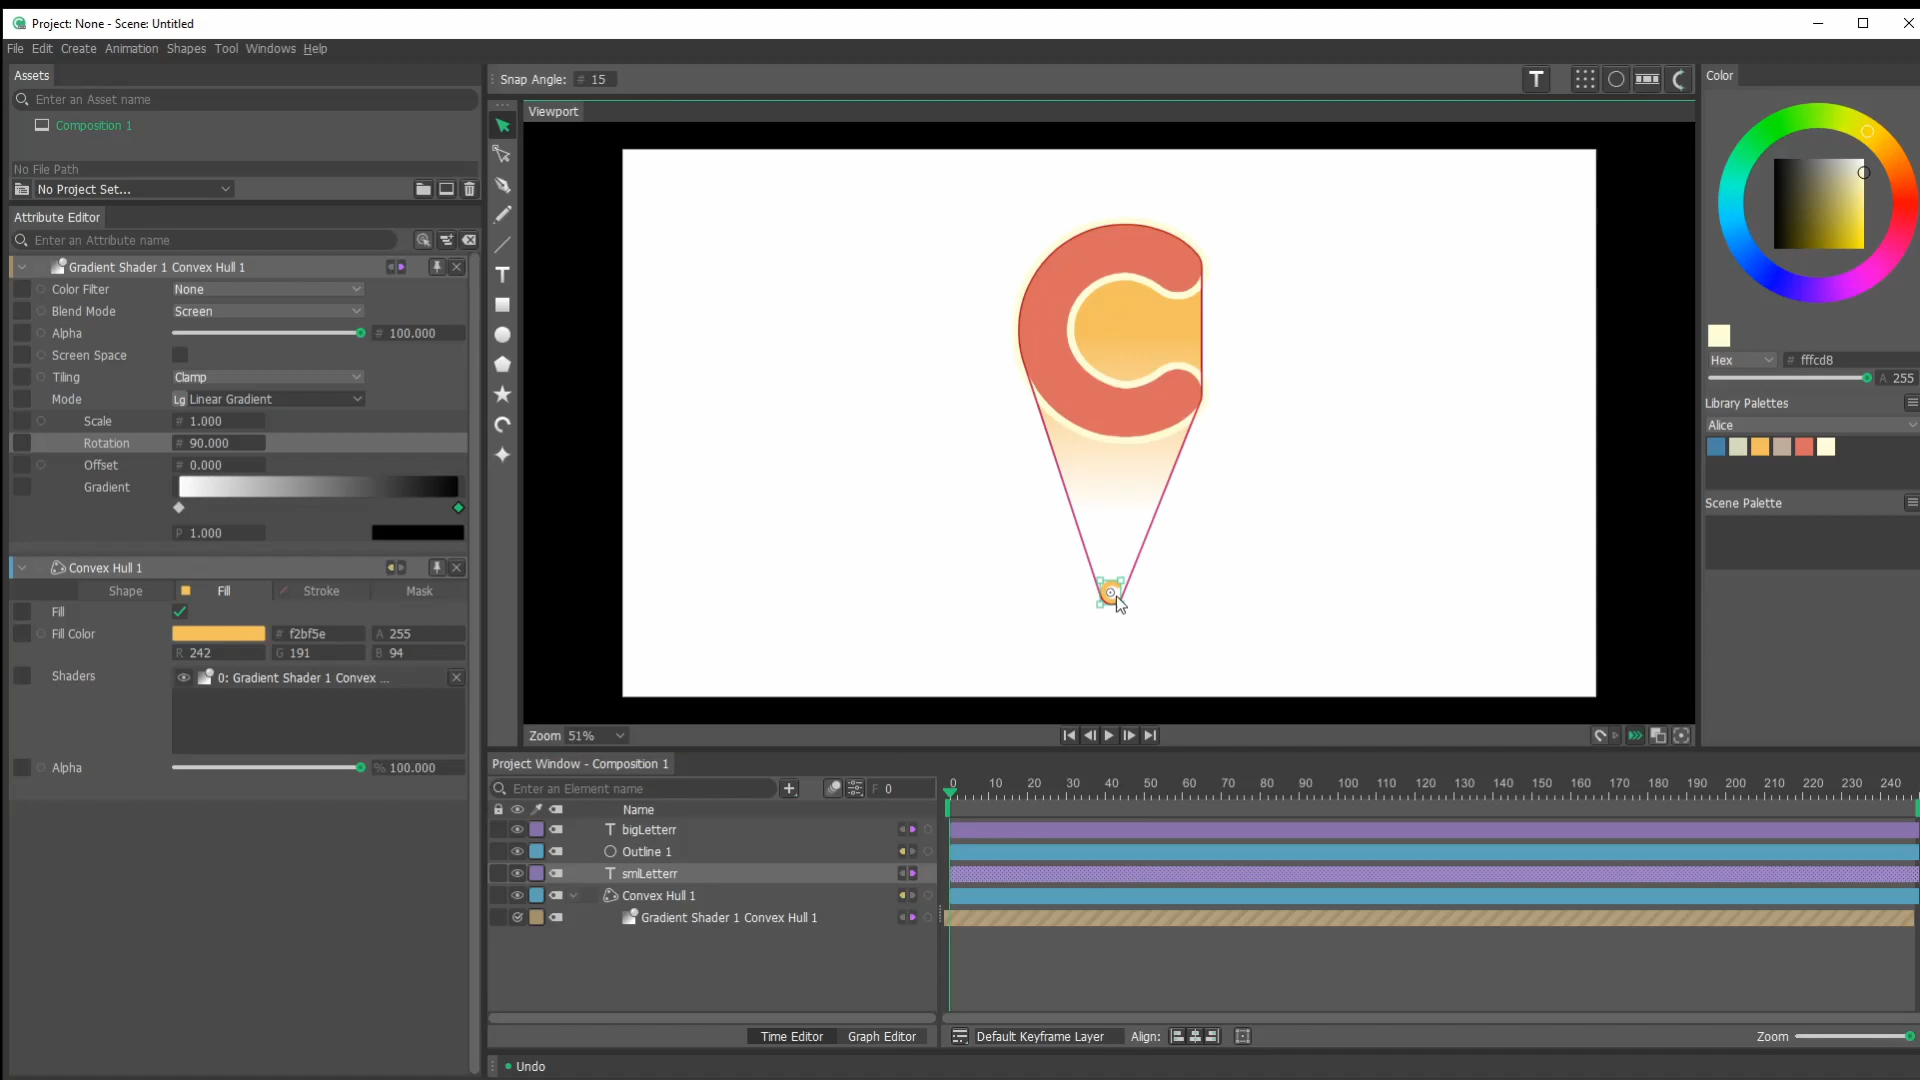 Project: None - Scene: Untitled
File Edit Create Animation Shapes Tool Windows Help
Assets
Enter an Asset name
Composition 1
No File Path
No Project Set...
Attribute Editor
Enter an Attribute name
Gradient Shader 1 Convex Hull 1
Color Filter None
Blend Mode Screen
Alpha # 100.000
Screen Space
Tiling Clamp
Mode Lg Linear Gradient
Scale # 1.000
Rotation # 90.000
Offset # 0.000
Gradient
P 1.000
Convex Hull 1
Shape Fill Stroke Mask
Fill
Fill Color # f2bf5e A 255
R 242 G 191 B 94
Shaders 0: Gradient Shader 1 Convex ...
Alpha % 100.000
Snap Angle: # 15
T
Viewport
T
C
Zoom 51%
Color
Hex # fffcd8
A 255
Library Palettes
Alice
Scene Palette
Project Window - Composition 1
Enter an Element name F 0
Name
T bigLetterr
Outline 1
T smlLetterr
Convex Hull 1
Gradient Shader 1 Convex Hull 1
0 10 20 30 40 50 60 70 80 90 100 110 120 130 140 150 160 170 180 190 200 210 220 230 240
Time Editor Graph Editor Default Keyframe Layer Align: Zoom
Undo